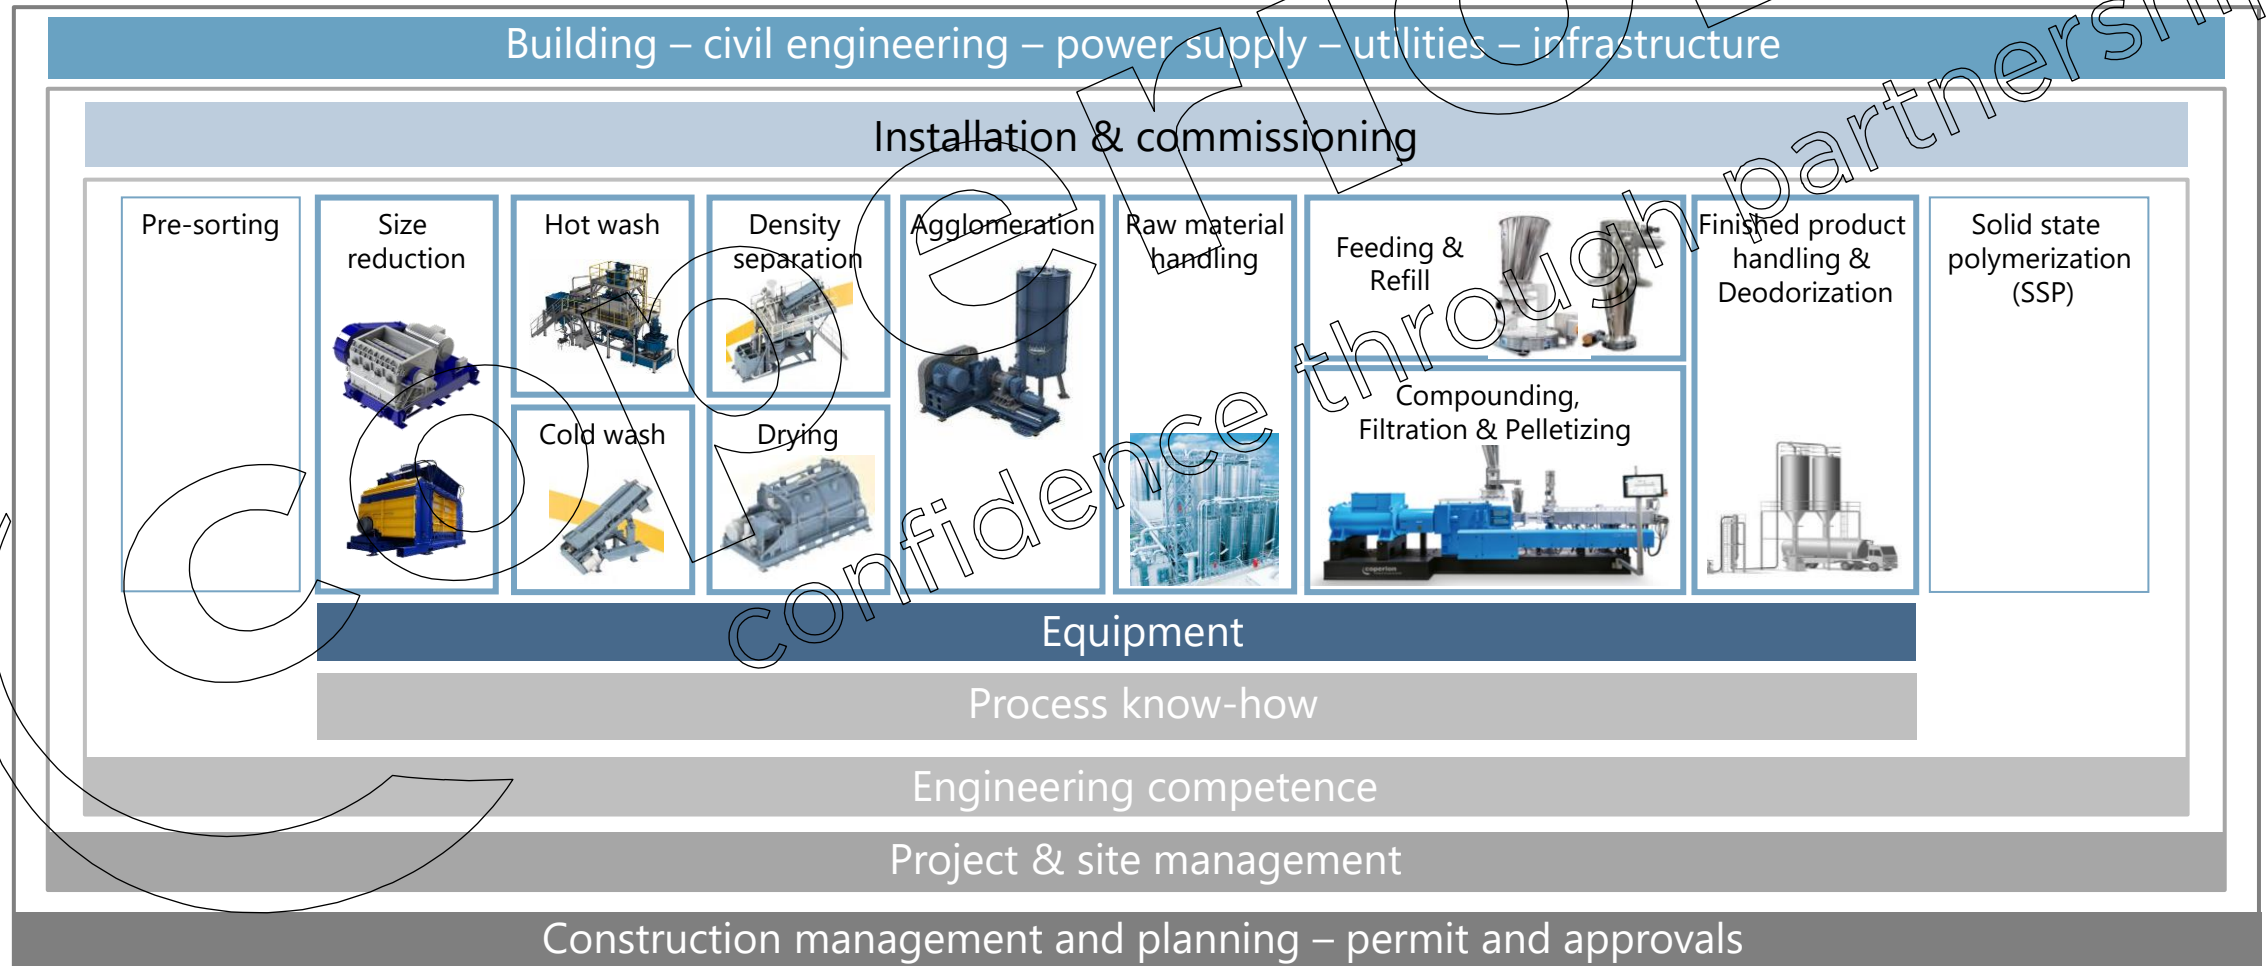 Building – civil engineering – power supply – utilities – infrastructure
Installation & commissioning
Pre-sorting
Size
reduction
Hot wash
Cold wash
Density
separation
Drying
Agglomeration
Raw material
handling
Feeding &
Refill
Compounding,
Filtration & Pelletizing
coperion
Finished product
handling &
Deodorization
Solid state
polymerization
(SSP)
Equipment
Process know-how
Engineering competence
Project & site management
Construction management and planning – permit and approvals
confidence through partnership